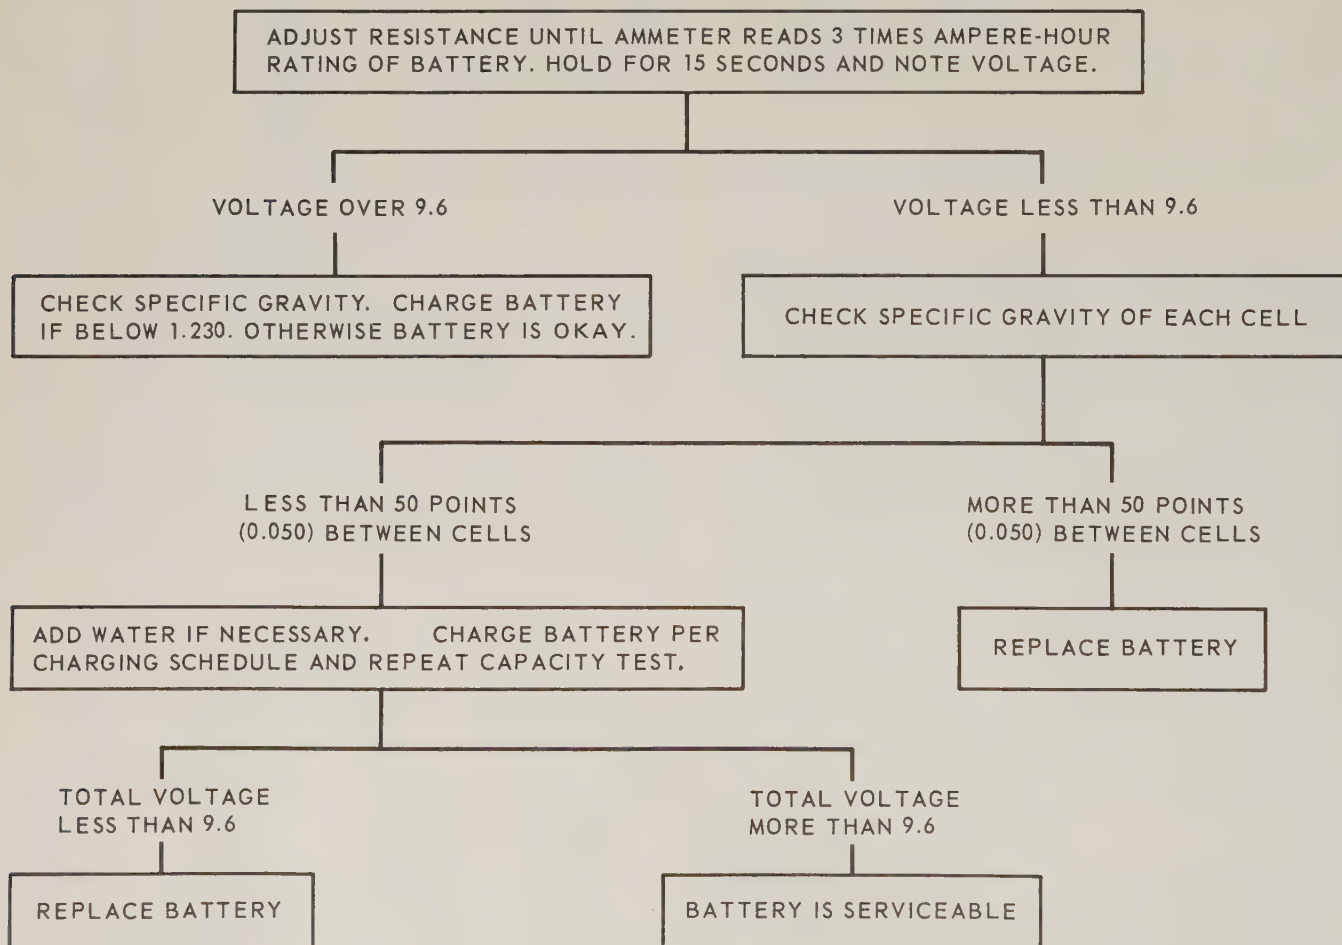 ADJUST RESISTANCE UNTIL AMMETER READS 3 TIMES AMPERE-HOUR
RATING OF BATTERY. HOLD FOR 15 SECONDS AND NOTE VOLTAGE.
VOLTAGE OVER 9.6
VOLTAGE LESS THAN 9.6
CHECK SPECIFIC GRAVITY. CHARGE BATTERY
IF BELOW 1.230. OTHERWISE BATTERY IS OKAY.
CHECK SPECIFIC GRAVITY OF EACH CELL
LESS THAN 50 POINTS
(0.050) BETWEEN CELLS
MORE THAN 50 POINTS
(0.050) BETWEEN CELLS
ADD WATER IF NECESSARY. CHARGE BATTERY PER
CHARGING SCHEDULE AND REPEAT CAPACITY TEST.
REPLACE BATTERY
TOTAL VOLTAGE
LESS THAN 9.6
TOTAL VOLTAGE
MORE THAN 9.6
REPLACE BATTERY
BATTERY IS SERVICEABLE